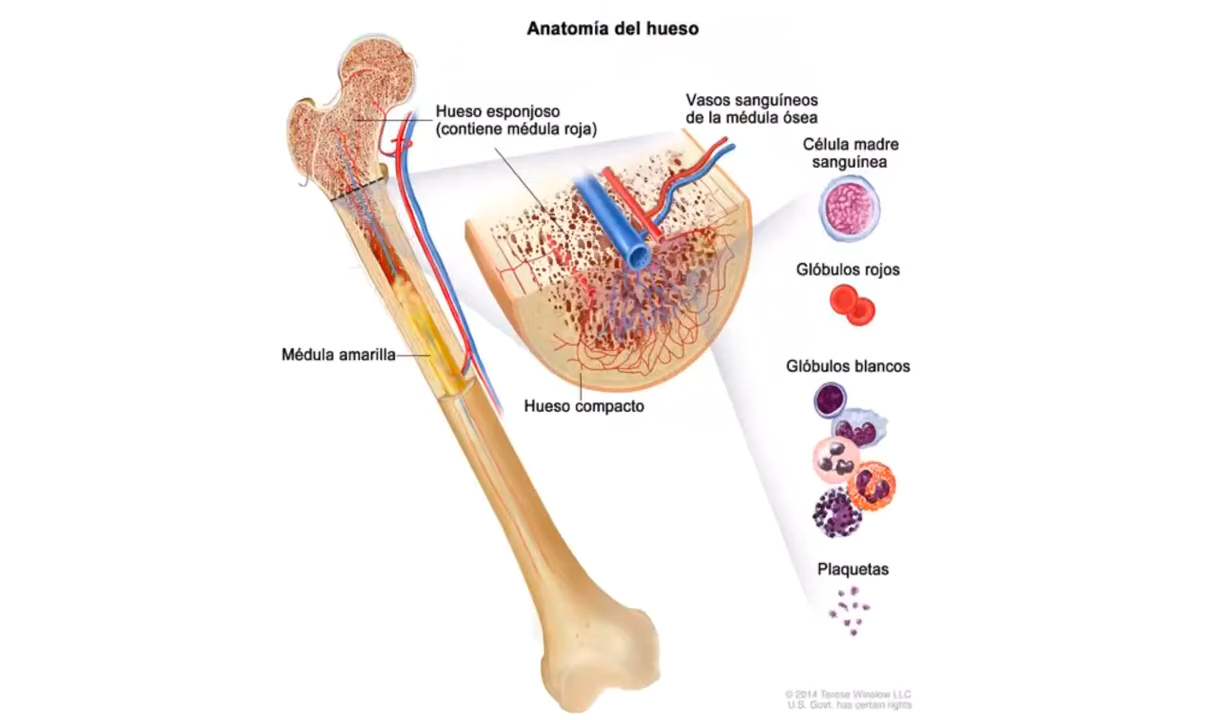 Anatomía del hueso
Hueso esponjoso
(contiene médula roja)
Vasos sanguíneos
de la médula ósea
Célula madre
sanguínea
Glóbulos rojos
Médula amarilla
Glóbulos blancos
Hueso compacto
Plaquetas
© 2014 Terese Winslow LLC
U.S. Govt. has certain rights